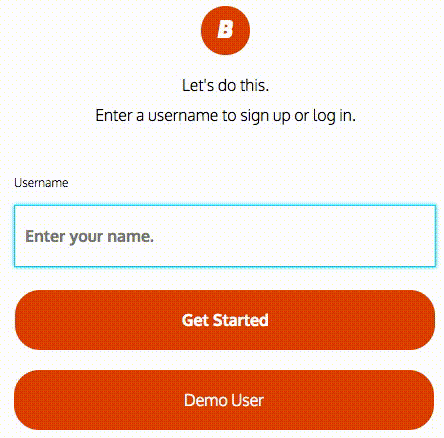 B
Let's do this.
Enter a username to sign up or log in.
Username
Enter your name.
Get Started
Demo User